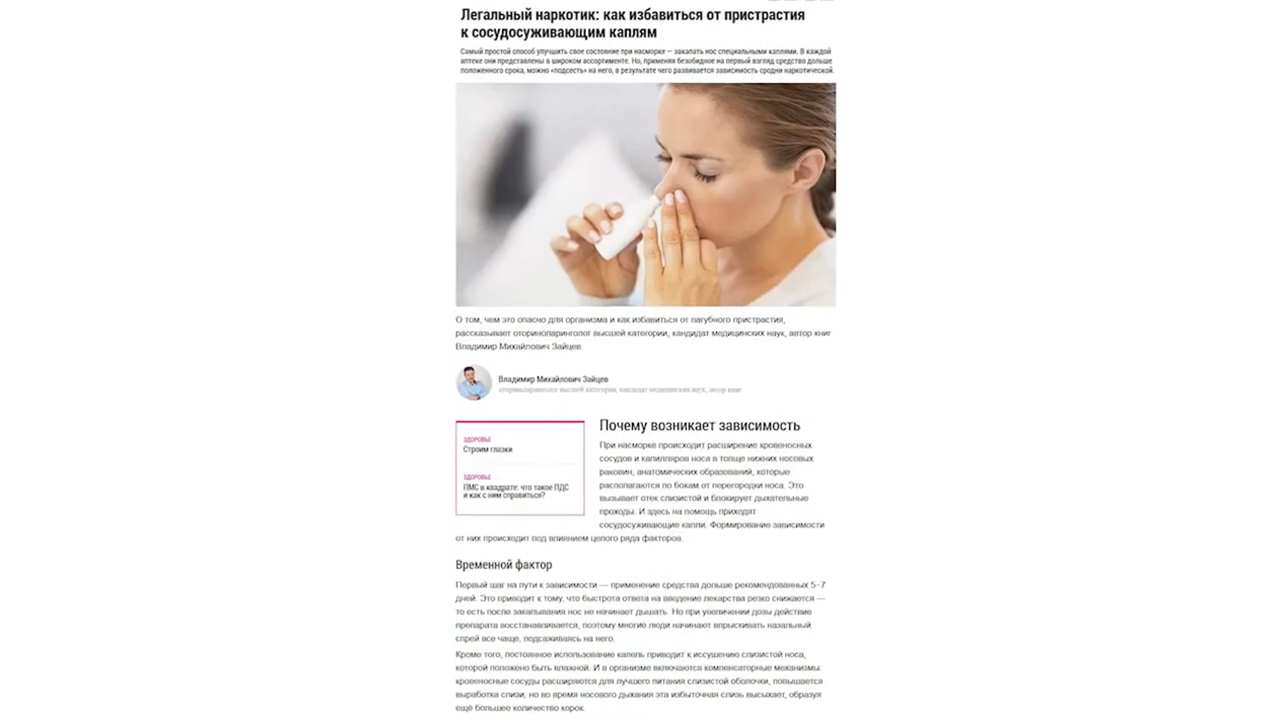 Легальный наркотик: как избавиться от пристрастия
к сосудосуживающим каплям
Самый простой способ улучшить свое состояние при насморке — закапать нос специальными каплями. В каждой
аптеке они представлены в широком ассортименте. Но, применяя безобидное на первый взгляд средство дольше
положенного срока, можно «подсесть» на него, в результате чего развивается зависимость сродни наркотической.
О том, чем это опасно для организма и как избавиться от пагубного пристрастия,
рассказывает оториноларинголог высшей категории, кандидат медицинских наук, автор книг
Владимир Михайлович Зайцев.
Владимир Михайлович Зайцев
оториноларинголог высшей категории, кандидат медицинских наук, автор книг
ЗДОРОВЬЕ
Строим глазки
ЗДОРОВЬЕ
ПМС в квадрате: что такое ПДС
и как с ним справиться?
Почему возникает зависимость
При насморке происходит расширение кровеносных
сосудов и капилляров носа в толще нижних носовых
раковин, анатомических образований, которые
располагаются по бокам от перегородки носа. Это
вызывает отек слизистой и блокирует дыхательные
проходы. И здесь на помощь приходят
сосудосуживающие капли. Формирование зависимости
от них происходит под влиянием целого ряда факторов.
Временной фактор
Первый шаг на пути к зависимости — применение средства дольше рекомендованных 5–7
дней. Это приводит к тому, что быстрота ответа на введение лекарства резко снижается —
то есть после закапывания нос не начинает дышать. Но при увеличении дозы действие
препарата восстанавливается, поэтому многие люди начинают впрыскивать назальный
спрей все чаще, подсаживаясь на него.
Кроме того, постоянное использование капель приводит к иссушению слизистой носа,
которой положено быть влажной. И в организме включаются компенсаторные механизмы:
кровеносные сосуды расширяются для лучшего питания слизистой оболочки, повышается
выработка слизи, но во время носового дыхания эта избыточная слизь высыхает, образуя
ещё большее количество корок.